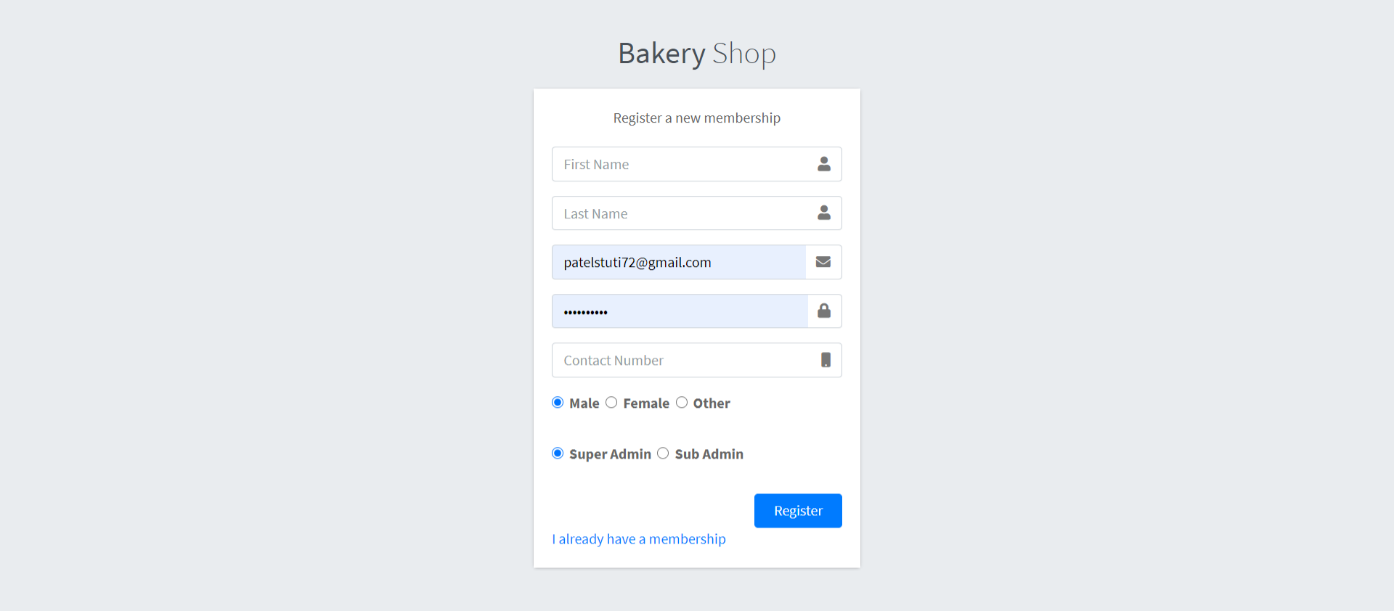 Bakery Shop
Register a new membership
First Name
Last Name
patelstuti72@gmail.com
••••••••••
Contact Number
Male Female Other
Super Admin Sub Admin
Register
I already have a membership